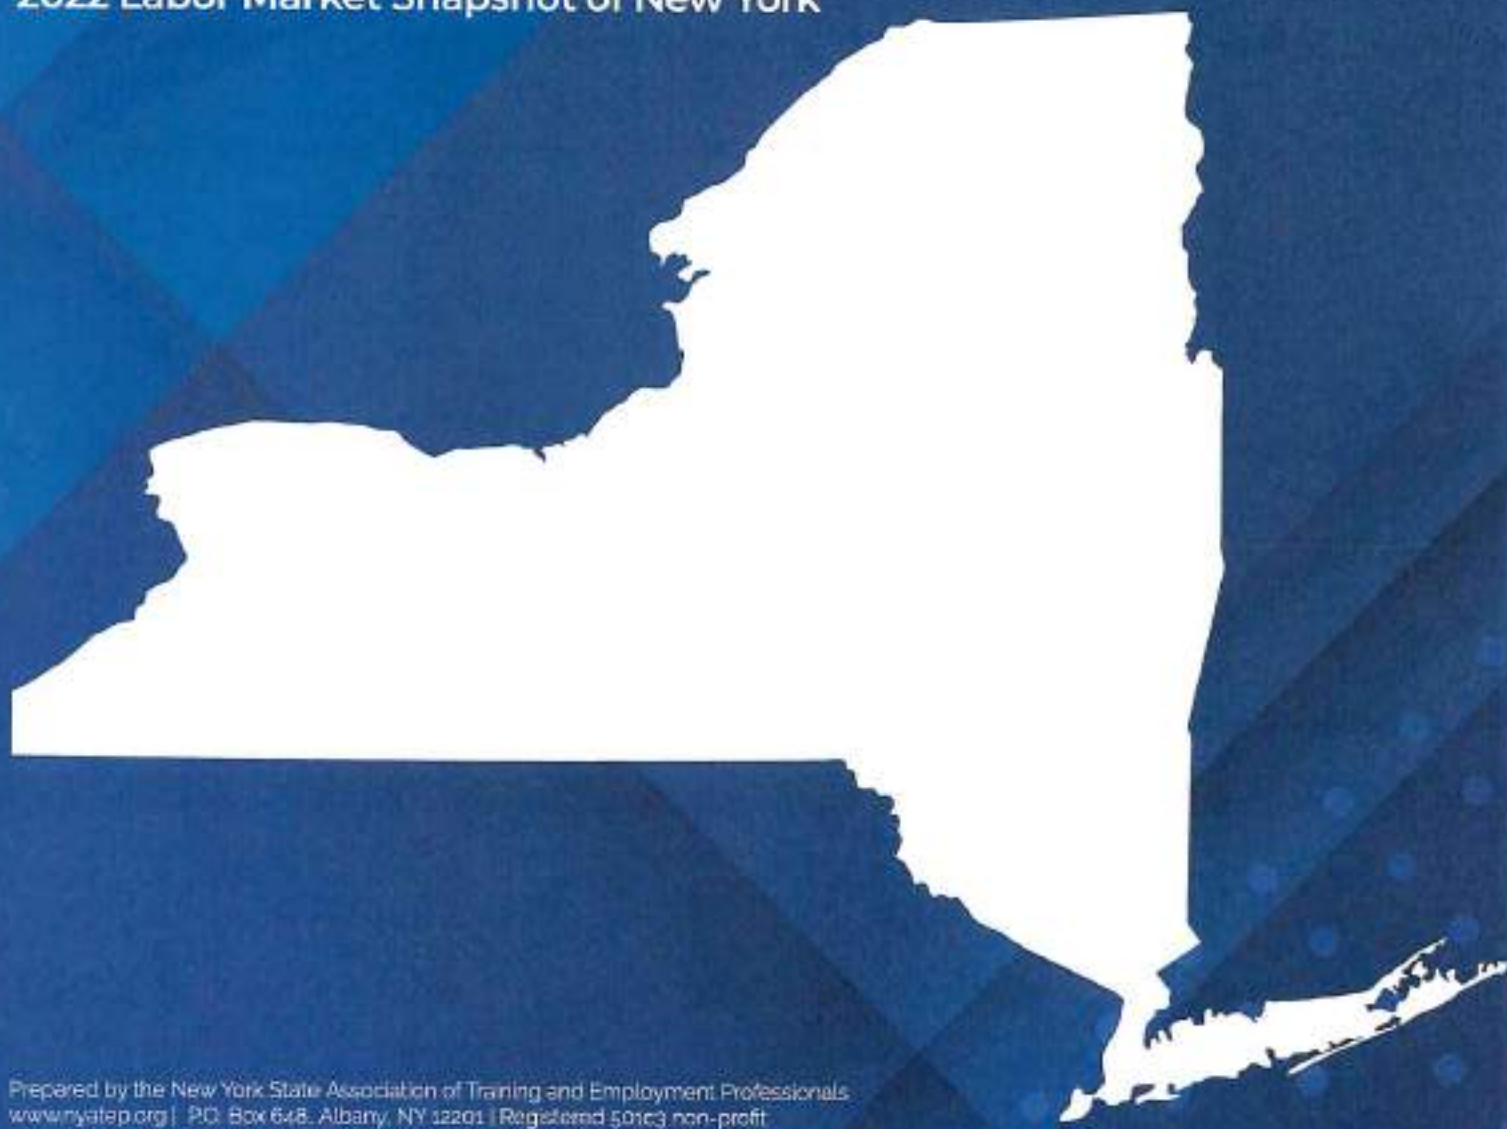 2022 Labor Market Snapshot of New York
Prepared by the New York State Association of Training and Employment Professionals
www.nyatep.org | P.O. Box 648, Albany, NY 12201 | Registered 501c3 non-profit